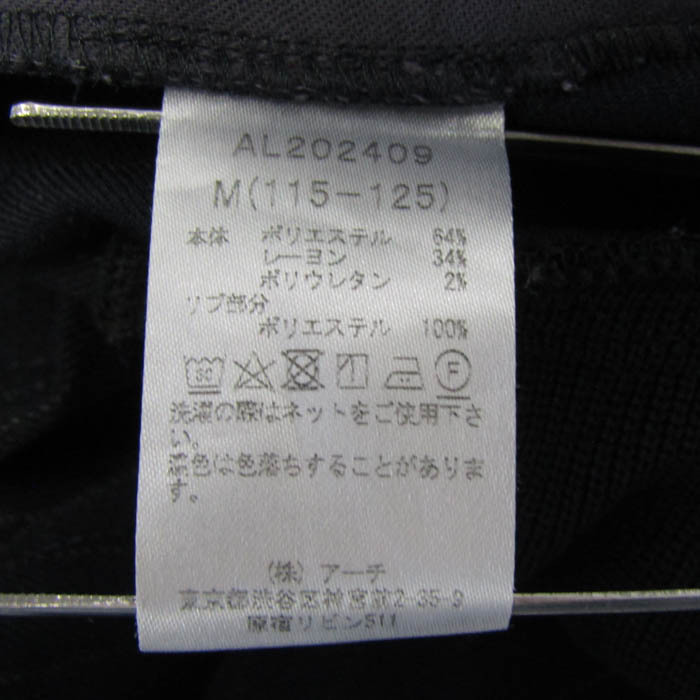 AL202409
M(115-125)
本体 ポリエステル 64%
レーヨン 34%
ポリウレタン 2%
リブ部分
ポリエステル 100%
30
F
洗濯の際はネットをご使用下さ
い。
濃色は色落ちすることがありま
す。
(株) アーチ
東京都渋谷区神宮前2-35-9
原宿リビン511